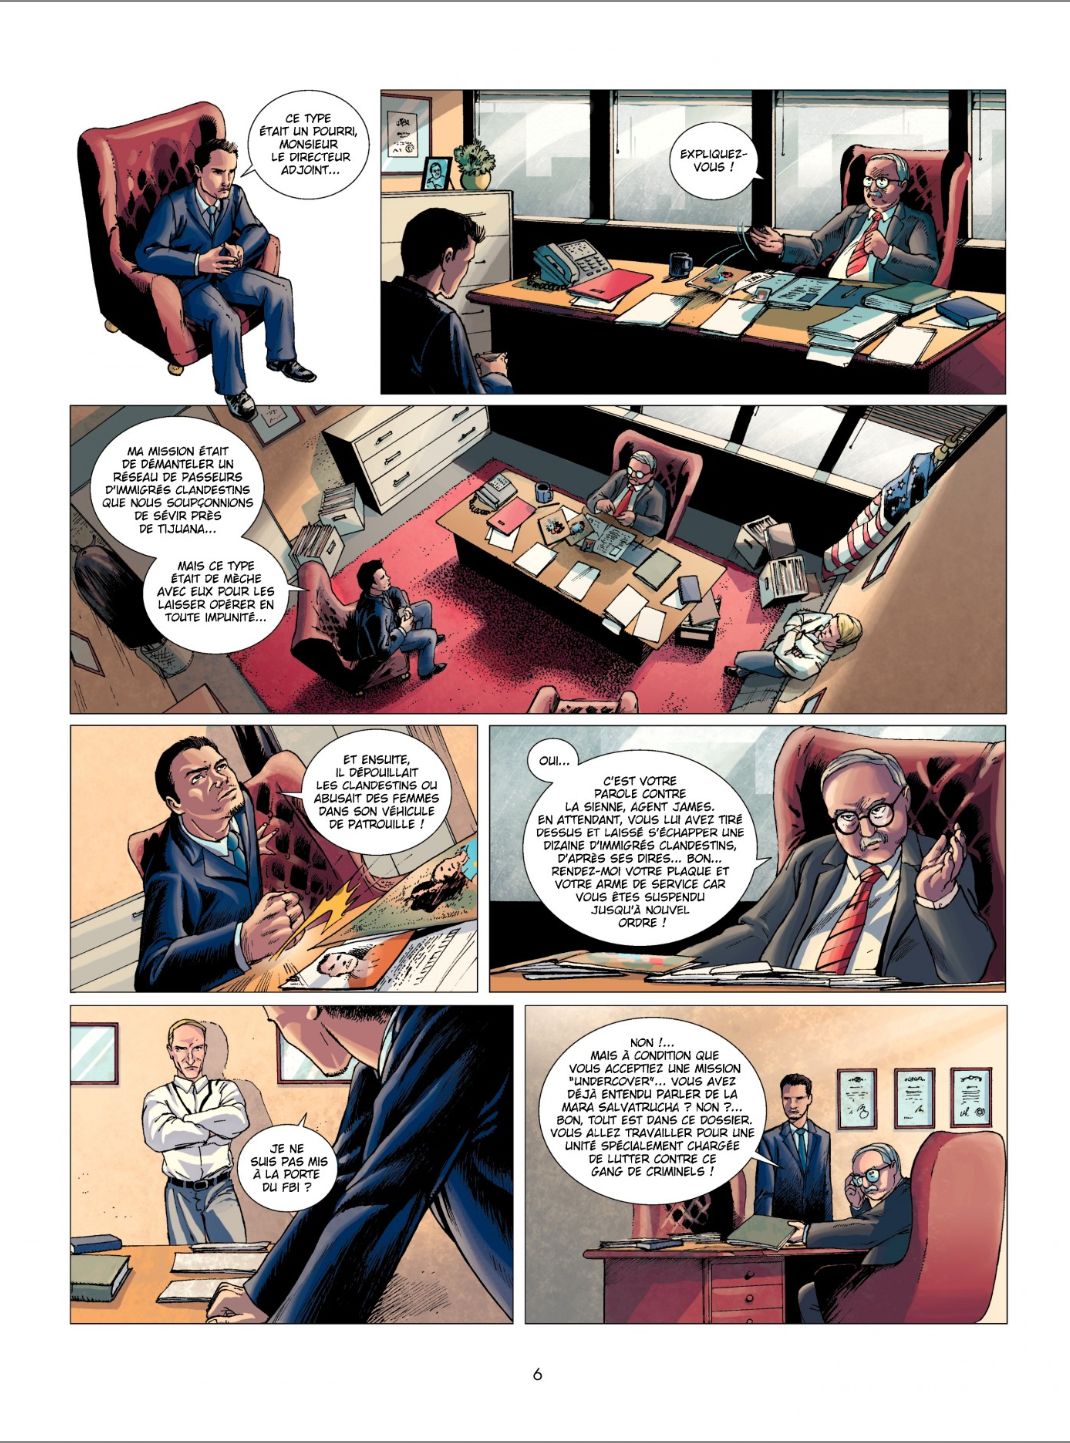 CE TYPE
ÉTAIT UN POURRI,
MONSIEUR
LE DIRECTEUR
ADJOINT...
EXPLIQUEZ-
VOUS !
MA MISSION ÉTAIT
DE DÉMANTELER UN
RÉSEAU DE PASSEURS
D'IMMIGRÉS CLANDESTINS
QUE NOUS SOUPÇONNIONS
DE SÉVIR PRÈS
DE TIJUANA...
MAIS CE TYPE
ÉTAIT DE MÈCHE
AVEC EUX POUR LES
LAISSER OPÉRER EN
TOUTE IMPUNITÉ...
ET ENSUITE,
IL DÉPOUILLAIT
LES CLANDESTINS OU
ABUSAIT DES FEMMES
DANS SON VÉHICULE
DE PATROUILLE !
OUI...
C'EST VOTRE
PAROLE CONTRE
LA SIENNE, AGENT JAMES.
EN ATTENDANT, VOUS LUI AVEZ TIRÉ
DESSUS ET LAISSÉ S'ÉCHAPPER UNE
DIZAINE D'IMMIGRÉS CLANDESTINS,
D'APRÈS SES DIRES... BON...
RENDEZ-MOI VOTRE PLAQUE ET
VOTRE ARME DE SERVICE CAR
VOUS ÊTES SUSPENDU
JUSQU'À NOUVEL
ORDRE !
JE NE
SUIS PAS MIS
À LA PORTE
DU FBI ?
NON !...
MAIS À CONDITION QUE
VOUS ACCEPTIEZ UNE MISSION
"UNDERCOVER"... VOUS AVEZ
DÉJÀ ENTENDU PARLER DE LA
MARA SALVATRUCHA ? NON ?...
BON, TOUT EST DANS CE DOSSIER.
VOUS ALLEZ TRAVAILLER POUR UNE
UNITÉ SPÉCIALEMENT CHARGÉE
DE LUTTER CONTRE CE
GANG DE CRIMINELS !
6